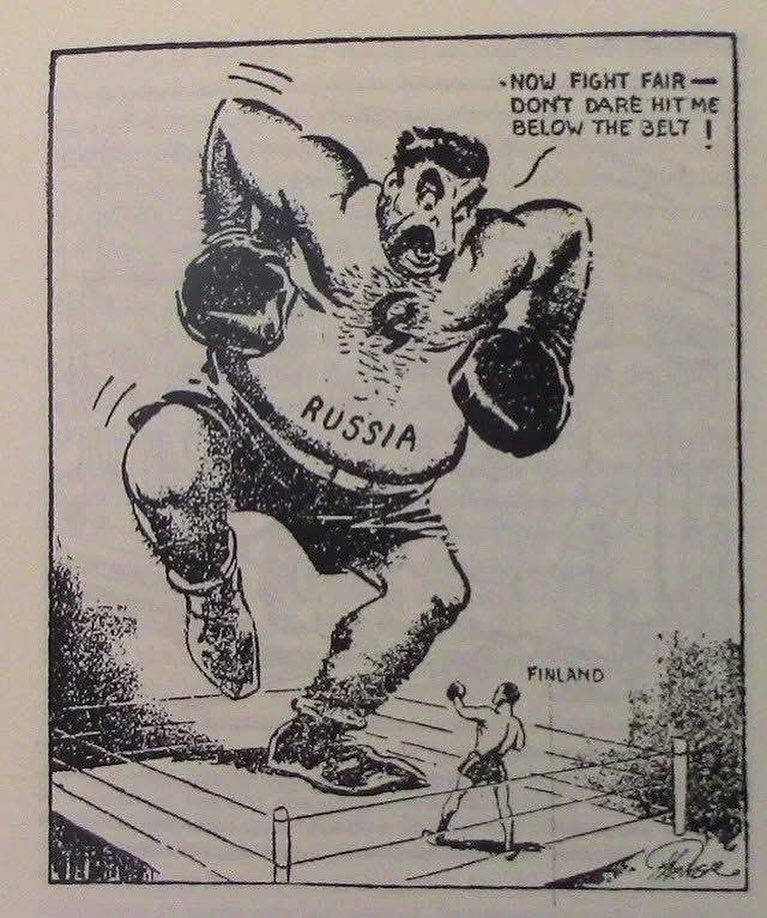 NOW FIGHT FAIR —
DON'T DARE HIT ME
BELOW THE BELT !
RUSSIA
FINLAND